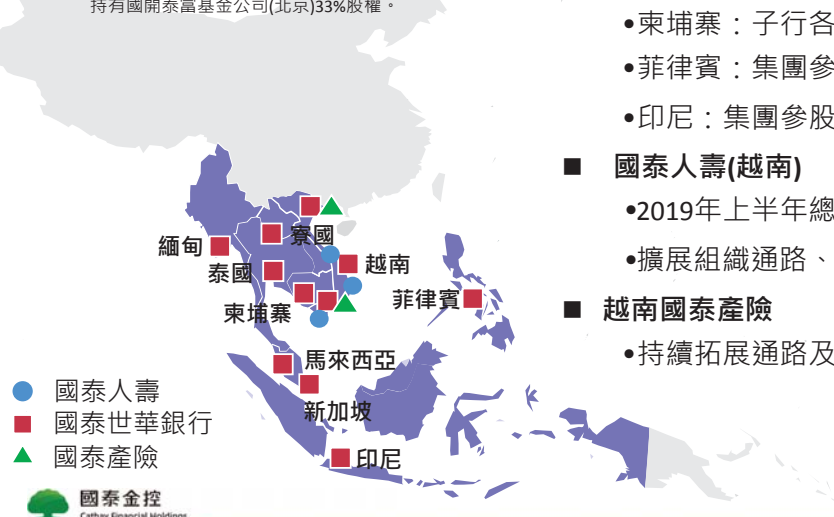 持有國開泰富基金公司(北京)33%股權。
•柬埔寨：子行各
•菲律賓：集團參
•印尼：集團參股
■ 國泰人壽(越南)
•2019年上半年總
•擴展組織通路、
■ 越南國泰產險
•持續拓展通路及
緬甸
寮國
泰國
越南
柬埔寨
菲律賓
馬來西亞
新加坡
印尼
國泰人壽
國泰世華銀行
國泰產險
國泰金控
Cathay Financial Holdings